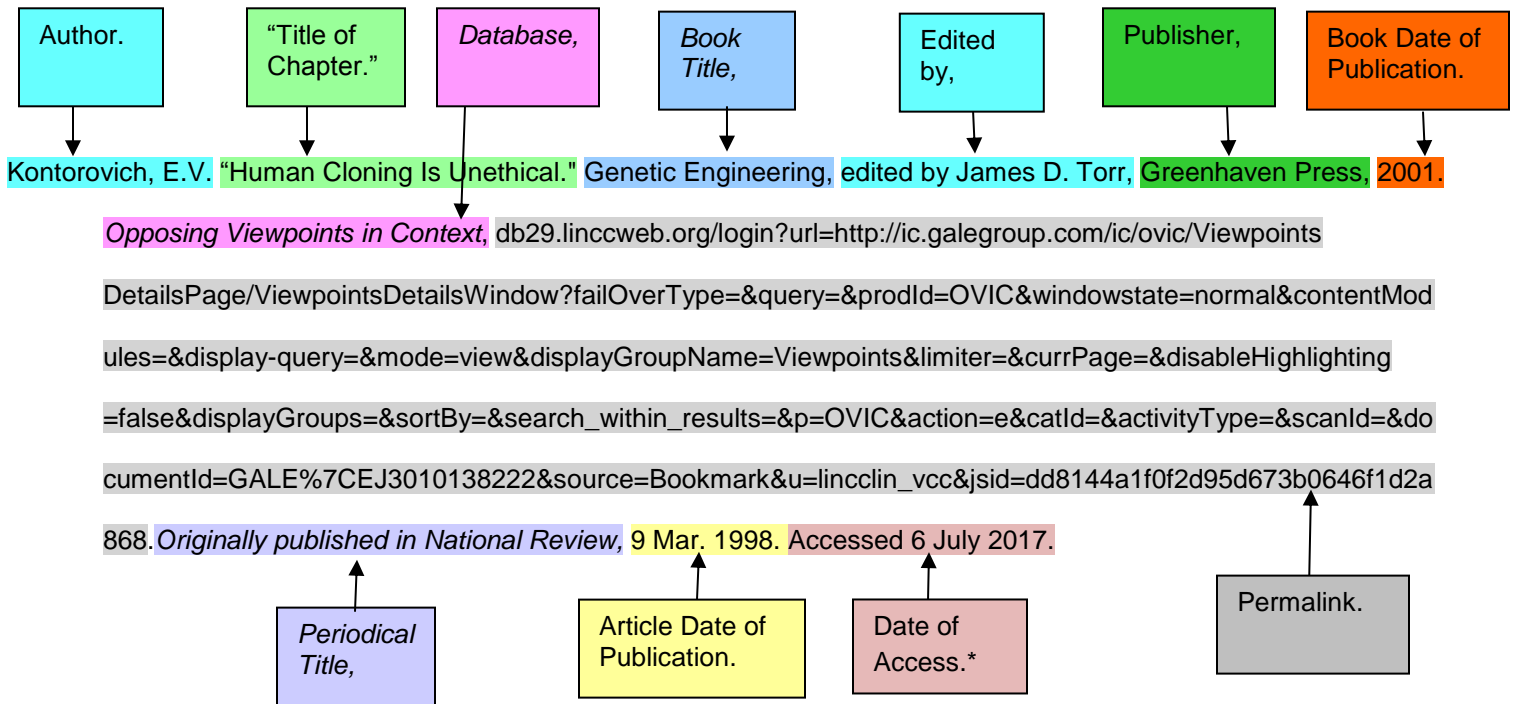 Author.
“Title of
Chapter.”
Database,
Book
Title,
Edited
by,
Publisher,
Book Date of
Publication.
Kontorovich, E.V. “Human Cloning Is Unethical." Genetic Engineering, edited by James D. Torr, Greenhaven Press, 2001.
Opposing Viewpoints in Context, db29.linccweb.org/login?url=http://ic.galegroup.com/ic/ovic/Viewpoints
DetailsPage/ViewpointsDetailsWindow?failOverType=&query=&prodId=OVIC&windowstate=normal&contentMod
ules=&display-query=&mode=view&displayGroupName=Viewpoints&limiter=&currPage=&disableHighlighting
=false&displayGroups=&sortBy=&search_within_results=&p=OVIC&action=e&catId=&activityType=&scanId=&do
cumentId=GALE%7CEJ3010138222&source=Bookmark&u=lincclin_vcc&jsid=dd8144a1f0f2d95d673b0646f1d2a
868.Originally published in National Review, 9 Mar. 1998. Accessed 6 July 2017.
Periodical
Title,
Article Date of
Publication.
Date of
Access.*
Permalink.